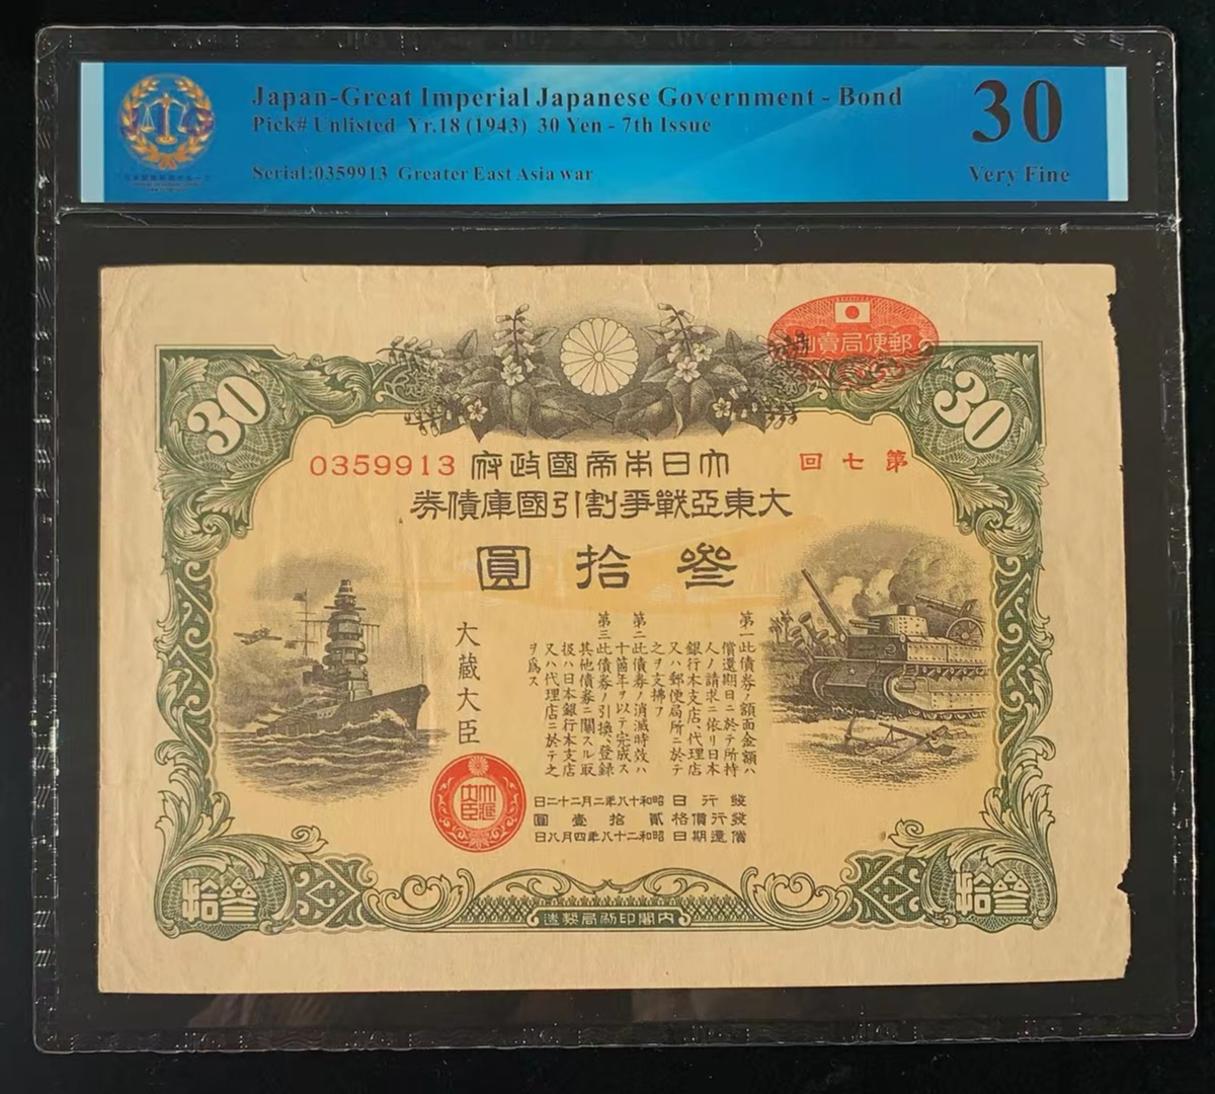 Japan-Great Imperial Japanese Government - Bond
Pick# Unlisted Yr.18 (1943) 30 Yen - 7th Issue
Serial:0359913 Greater East Asia war
30
Very Fine
郵便局賣出
30
30
第七回
大日本帝國政府
0359913
大東亞戰爭割引國庫債券
參拾圓
第一此債券ノ額面金額ハ
償還期日ニ於テ所持
人ノ請求ニ依リ日本
銀行本支店、代理店
又ハ郵便局所ニ於テ
之ヲ支拂フ
第二此債券ノ消滅時效ハ
十箇年ヲ以テ完成ス
第三此債券ノ引換、登錄
其他債券ニ關スル取
扱ハ日本銀行本支店
又ハ代理店ニ於テ之
ヲ爲ス
大藏大臣
大藏大臣
發行日 昭和十八年二月二十二日
發行價格 貳拾壹圓
償還期日 昭和二十八年四月八日
參拾
參拾
內閣印刷局製造